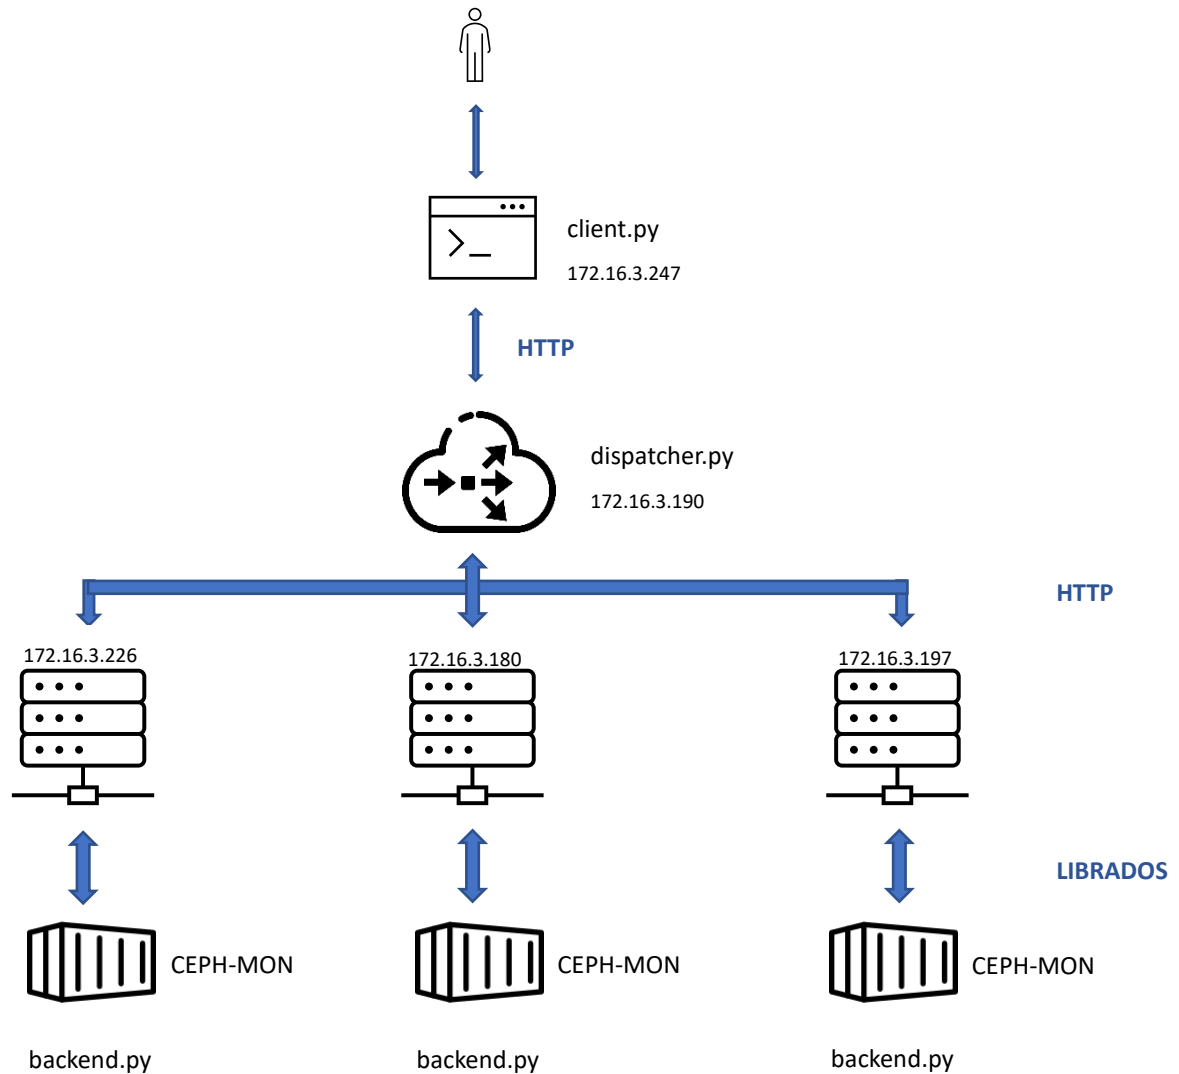 client.py
172.16.3.247
HTTP
dispatcher.py
172.16.3.190
HTTP
172.16.3.226
172.16.3.180
172.16.3.197
LIBRADOS
CEPH-MON
CEPH-MON
CEPH-MON
backend.py
backend.py
backend.py